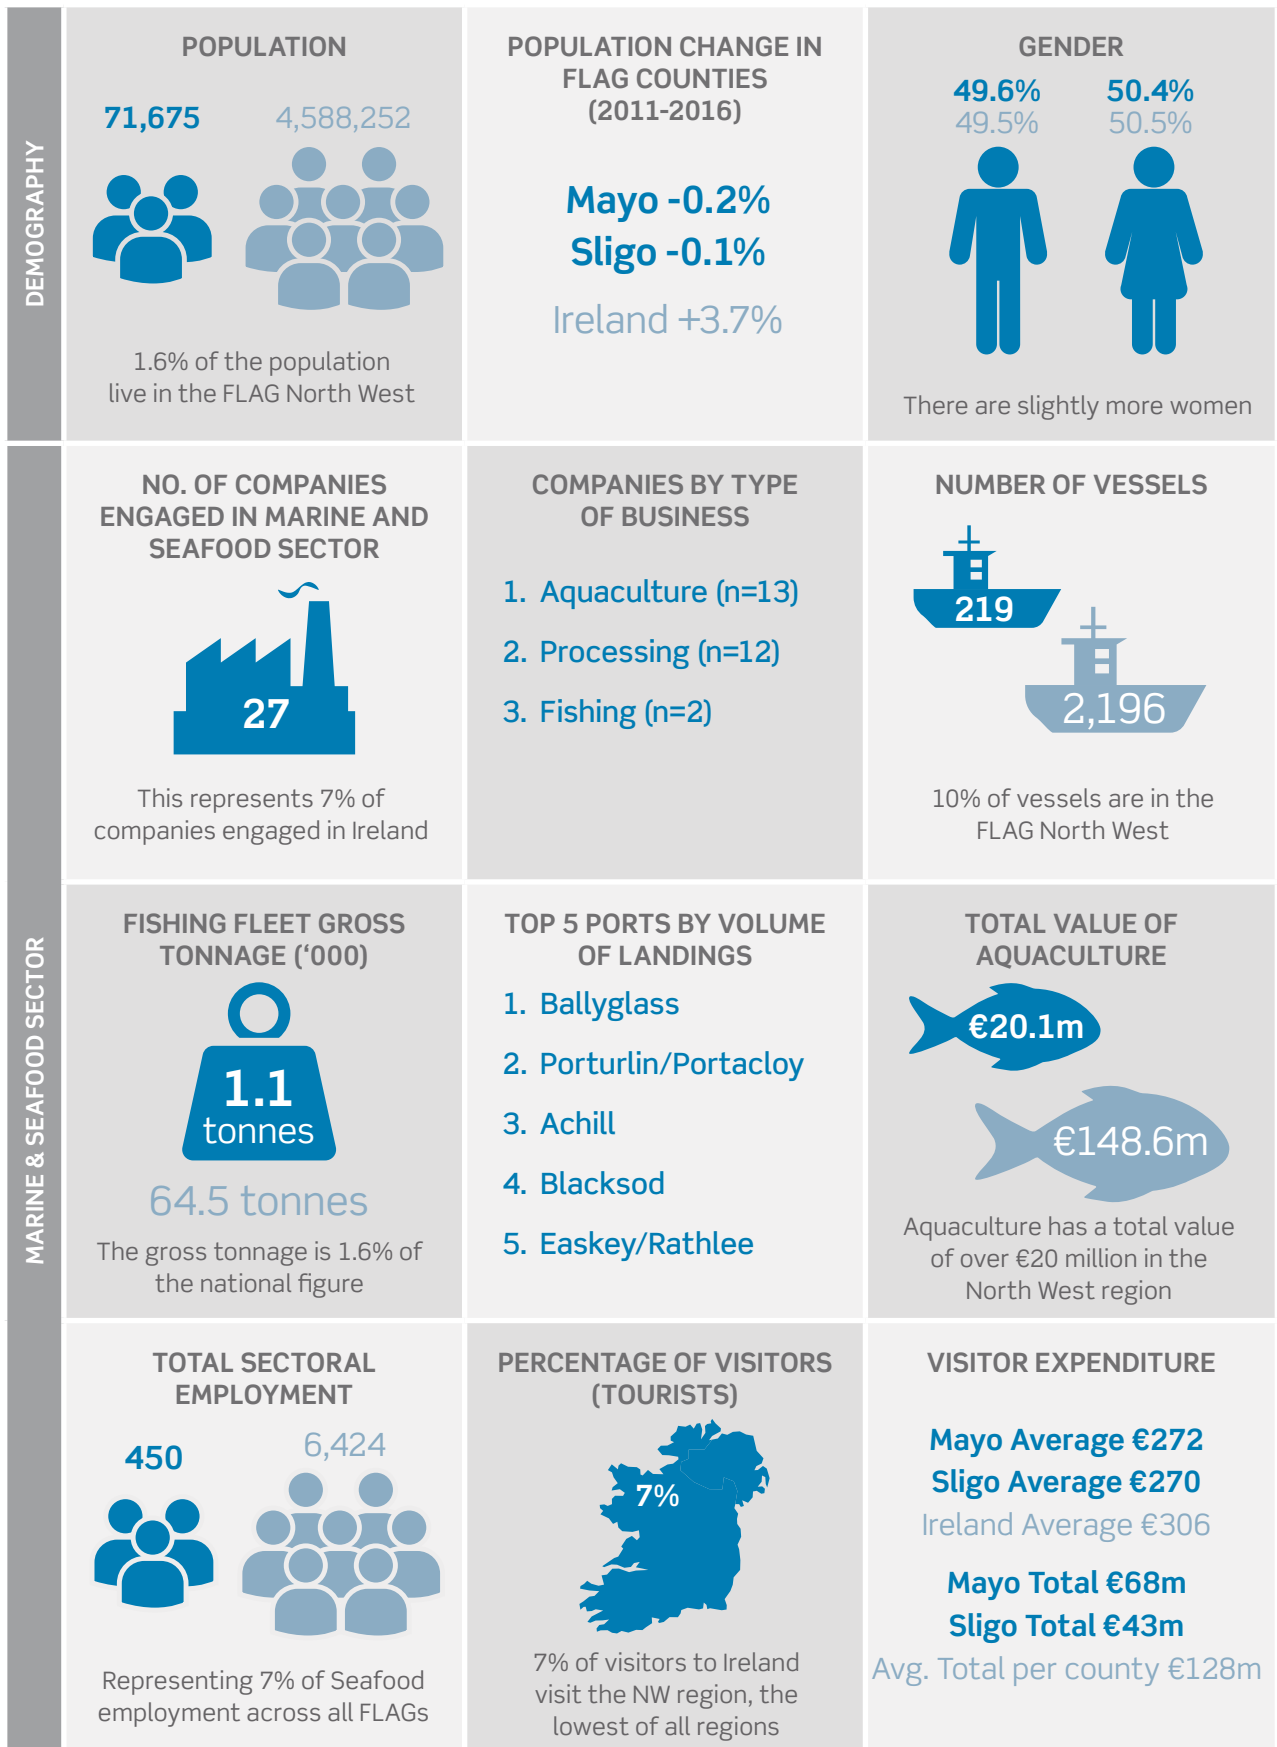 DEMOGRAPHY
POPULATION
71,675
4,588,252
1.6% of the population
live in the FLAG North West
POPULATION CHANGE IN
FLAG COUNTIES
(2011-2016)
Mayo -0.2%
Sligo -0.1%
Ireland +3.7%
GENDER
49.6%
50.4%
49.5%
50.5%
There are slightly more women
MARINE & SEAFOOD SECTOR
NO. OF COMPANIES
ENGAGED IN MARINE AND
SEAFOOD SECTOR
27
This represents 7% of
companies engaged in Ireland
COMPANIES BY TYPE
OF BUSINESS
1. Aquaculture (n=13)
2. Processing (n=12)
3. Fishing (n=2)
NUMBER OF VESSELS
219
2,196
10% of vessels are in the
FLAG North West
FISHING FLEET GROSS
TONNAGE (‘000)
1.1
tonnes
64.5 tonnes
The gross tonnage is 1.6% of
the national figure
TOP 5 PORTS BY VOLUME
OF LANDINGS
1. Ballyglass
2. Porturlin/Portacloy
3. Achill
4. Blacksod
5. Easkey/Rathlee
TOTAL VALUE OF
AQUACULTURE
€20.1m
€148.6m
Aquaculture has a total value
of over €20 million in the
North West region
TOTAL SECTORAL
EMPLOYMENT
450
6,424
Representing 7% of Seafood
employment across all FLAGs
PERCENTAGE OF VISITORS
(TOURISTS)
7%
7% of visitors to Ireland
visit the NW region, the
lowest of all regions
VISITOR EXPENDITURE
Mayo Average €272
Sligo Average €270
Ireland Average €306
Mayo Total €68m
Sligo Total €43m
Avg. Total per county €128m